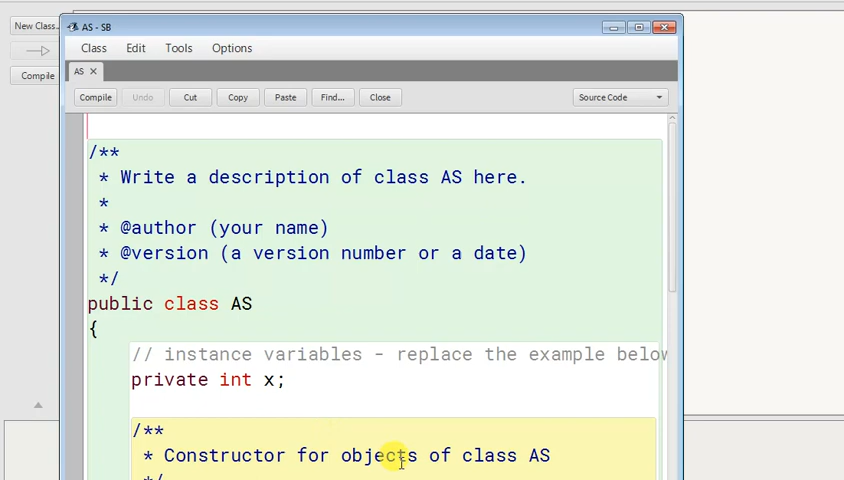 New Class...
Compile
AS - SB
Class Edit Tools Options
AS
Compile Undo Cut Copy Paste Find... Close Source Code
/**
* Write a description of class AS here.
*
* @author (your name)
* @version (a version number or a date)
*/
public class AS
{
// instance variables - replace the example below
private int x;
/**
* Constructor for objects of class AS
*/